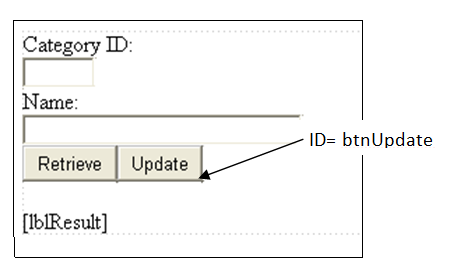 Category ID:
Name:
Retrieve Update
ID= btnUpdate
[lblResult]